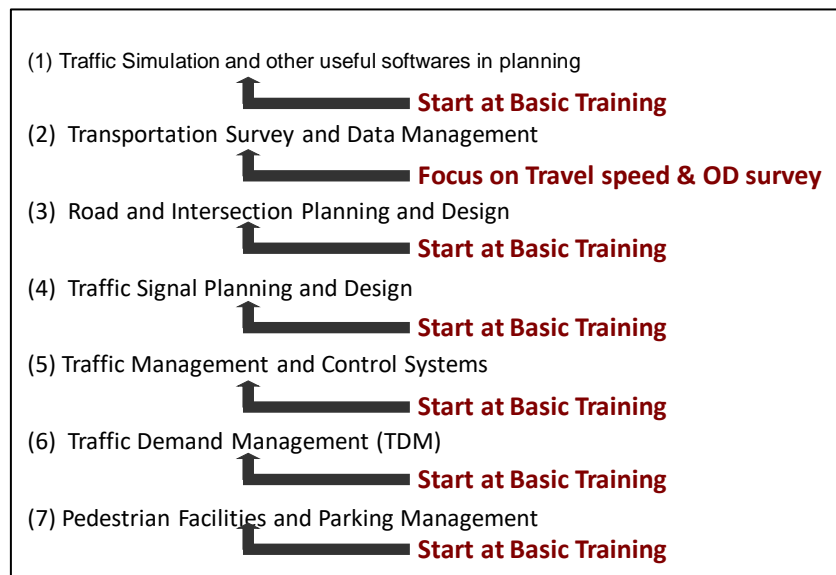 (1) Traffic Simulation and other useful softwares in planning
Start at Basic Training
(2) Transportation Survey and Data Management
Focus on Travel speed & OD survey
(3) Road and Intersection Planning and Design
Start at Basic Training
(4) Traffic Signal Planning and Design
Start at Basic Training
(5) Traffic Management and Control Systems
Start at Basic Training
(6) Traffic Demand Management (TDM)
Start at Basic Training
(7) Pedestrian Facilities and Parking Management
Start at Basic Training